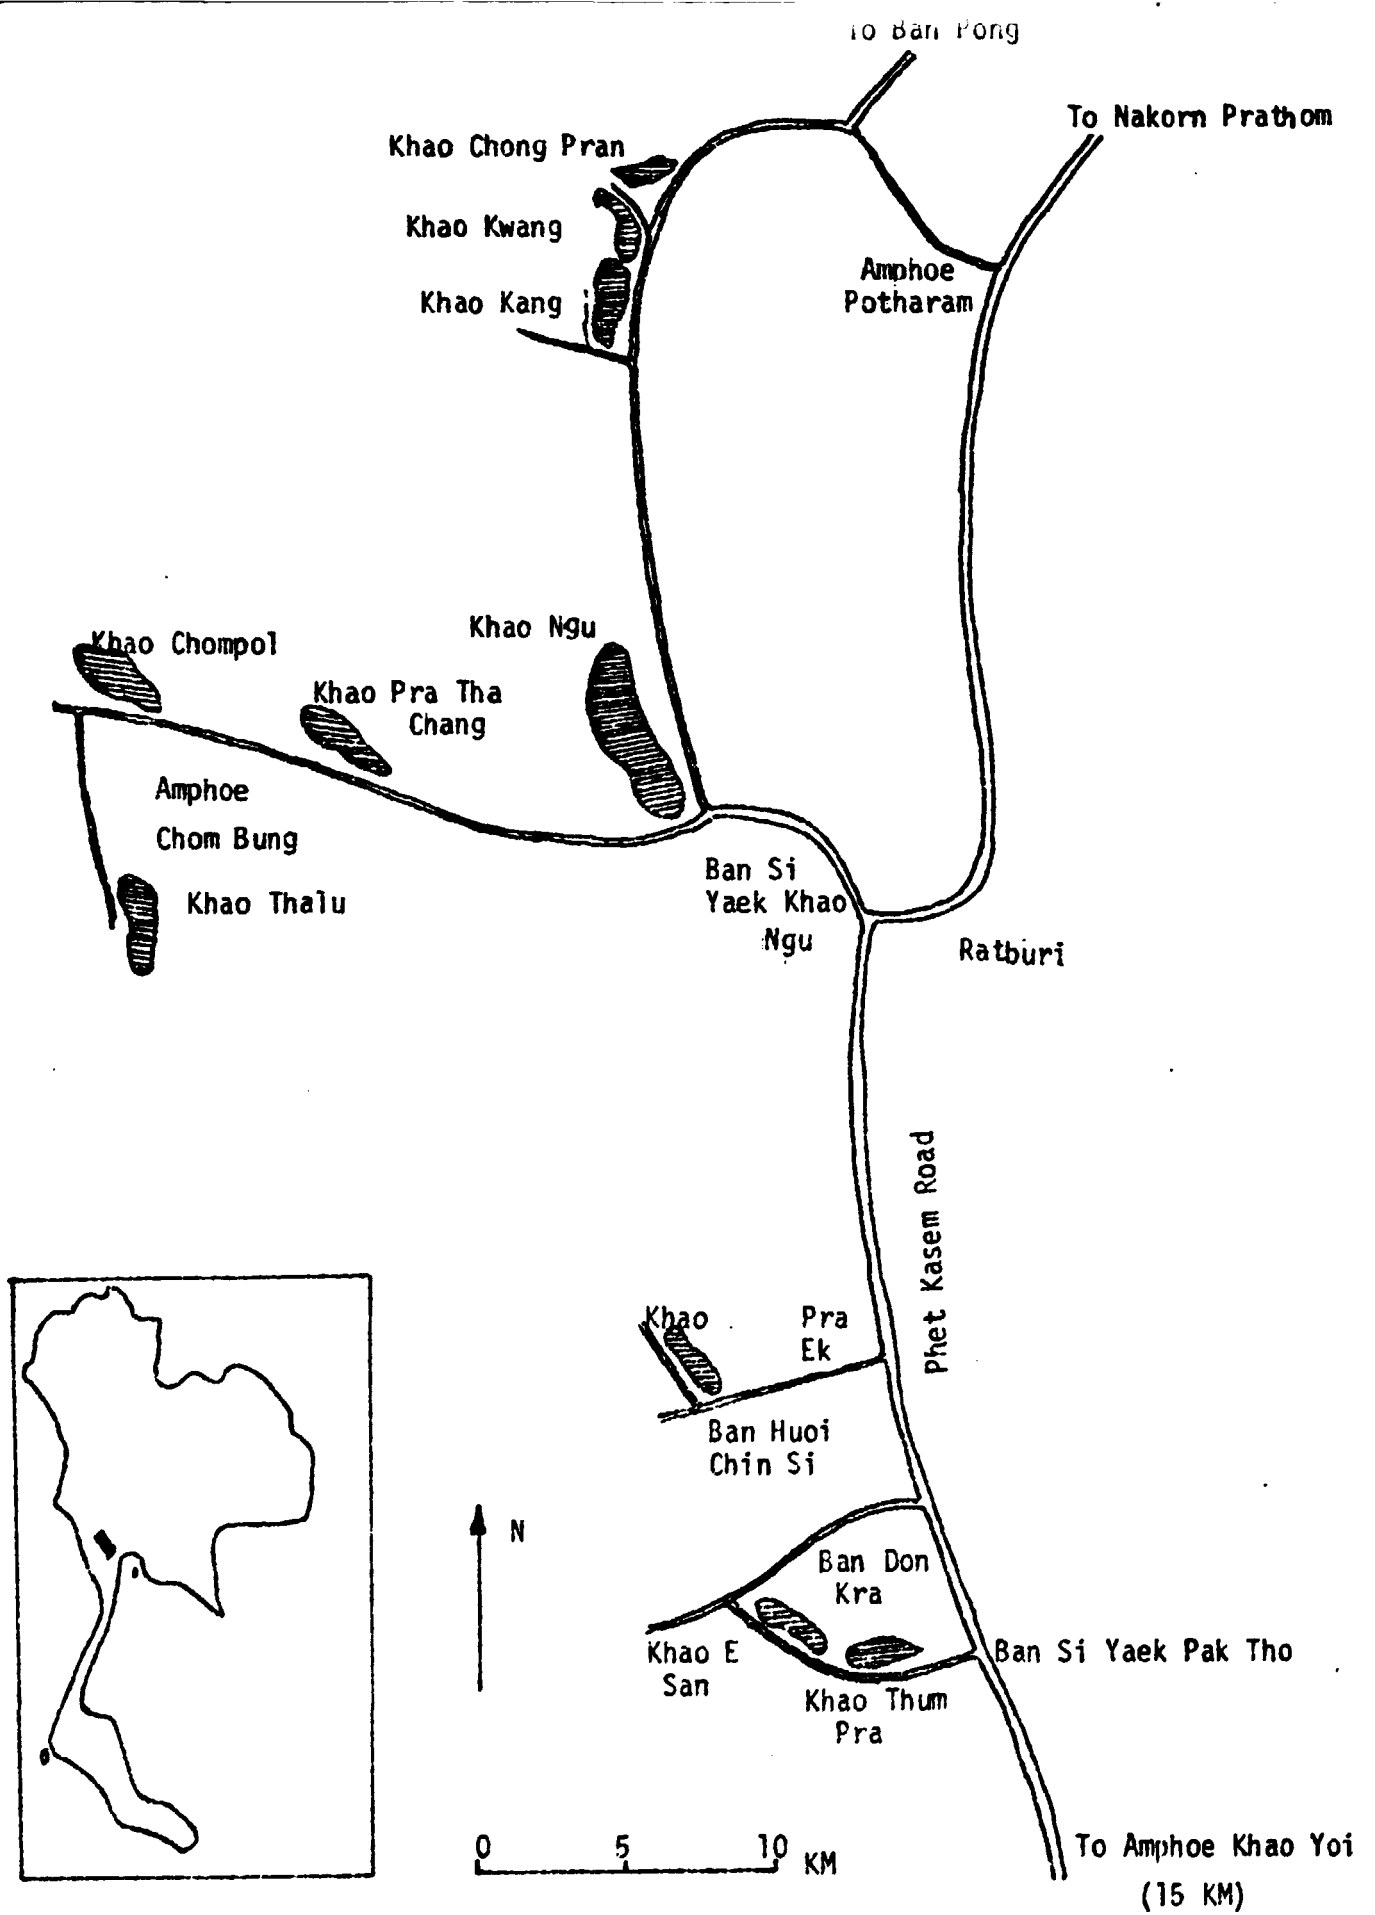 To Ban Pong
To Nakorn Prathom
Khao Chong Pran
Khao Kwang
Khao Kang
Amphoe
Potharam
Khao Ngu
Khao Chompol
Khao Pra Tha
Chang
Amphoe
Chom Bung
Khao Thalu
Ban Si
Yaek Khao
Ngu
Ratburi
Phet Kasem Road
Khao Pra
Ek
Ban Huoi
Chin Si
N
Ban Don
Kra
Khao E
San
Ban Si Yaek Pak Tho
Khao Thum
Pra
0 5 10 KM
To Amphoe Khao Yoi
(15 KM)